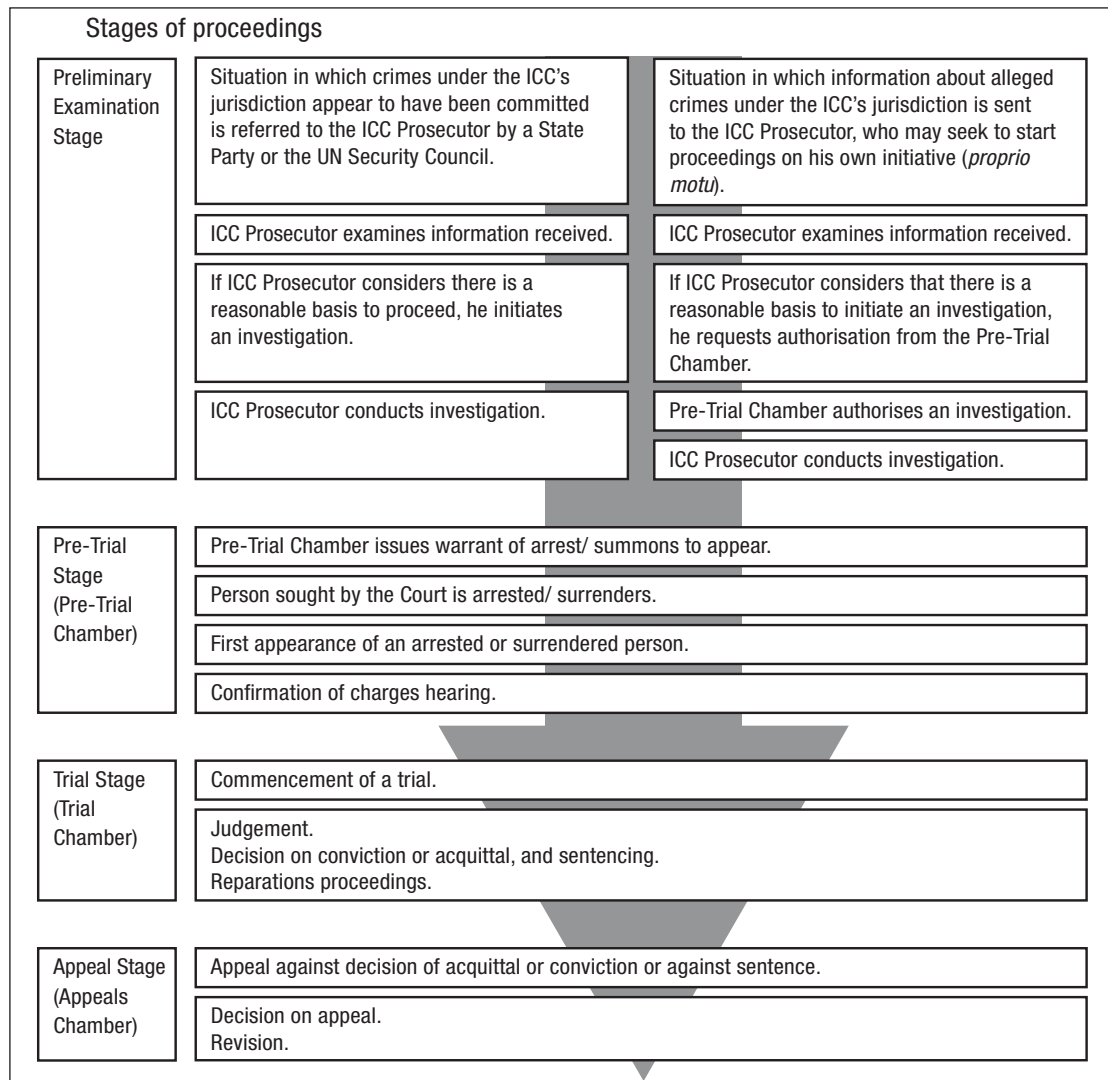 Stages of proceedings
Preliminary
Examination
Stage
Situation in which crimes under the ICC’s
jurisdiction appear to have been committed
is referred to the ICC Prosecutor by a State
Party or the UN Security Council.
Situation in which information about alleged
crimes under the ICC’s jurisdiction is sent
to the ICC Prosecutor, who may seek to start
proceedings on his own initiative (proprio
motu).
ICC Prosecutor examines information received.
ICC Prosecutor examines information received.
If ICC Prosecutor considers there is a
reasonable basis to proceed, he initiates
an investigation.
If ICC Prosecutor considers that there is a
reasonable basis to initiate an investigation,
he requests authorisation from the Pre-Trial
Chamber.
ICC Prosecutor conducts investigation.
Pre-Trial Chamber authorises an investigation.
ICC Prosecutor conducts investigation.
Pre-Trial
Stage
(Pre-Trial
Chamber)
Pre-Trial Chamber issues warrant of arrest/ summons to appear.
Person sought by the Court is arrested/ surrenders.
First appearance of an arrested or surrendered person.
Confirmation of charges hearing.
Trial Stage
(Trial
Chamber)
Commencement of a trial.
Judgement.
Decision on conviction or acquittal, and sentencing.
Reparations proceedings.
Appeal Stage
(Appeals
Chamber)
Appeal against decision of acquittal or conviction or against sentence.
Decision on appeal.
Revision.